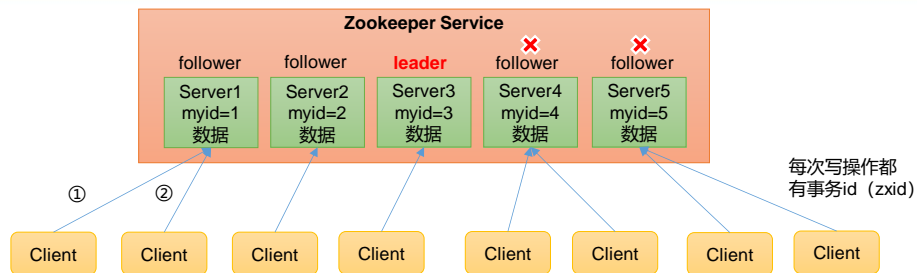 Zookeeper Service
follower
follower
leader
follower
follower
Server1
myid=1
数据
Server2
myid=2
数据
Server3
myid=3
数据
Server4
myid=4
数据
Server5
myid=5
数据
①
②
每次写操作都
有事务id（zxid）
Client
Client
Client
Client
Client
Client
Client
Client